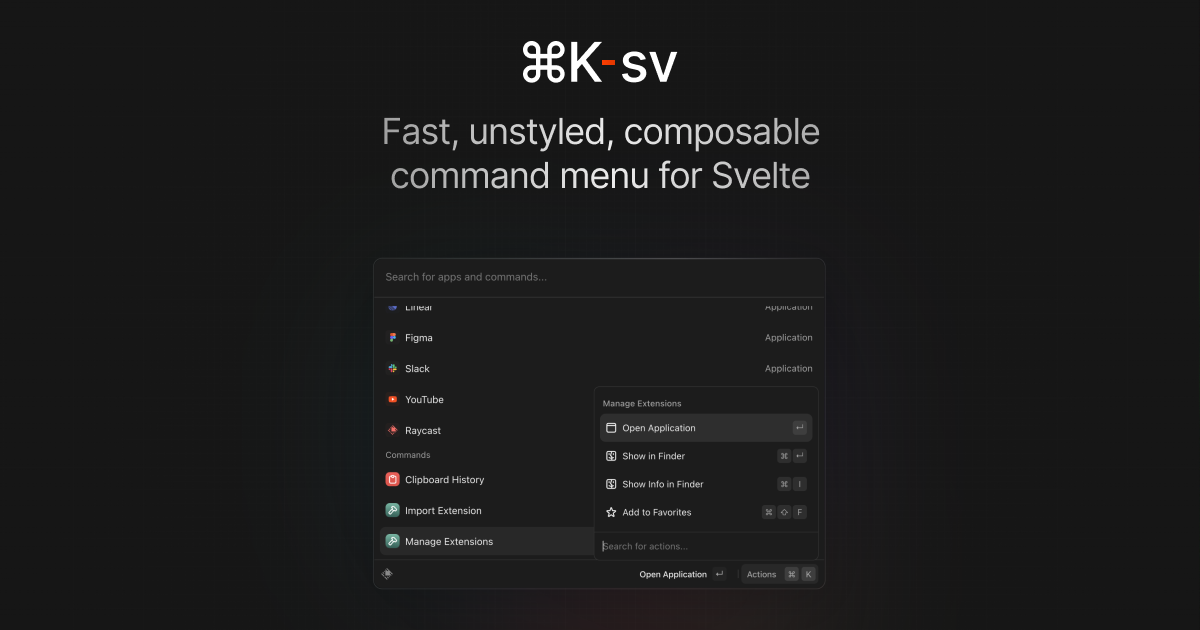 ⌘K-sv
Fast, unstyled, composable
command menu for Svelte
Search for apps and commands...
Linear Application
Figma Application
Slack Application
YouTube
Raycast
Commands
Clipboard History
Import Extension
Manage Extensions
Manage Extensions
Open Application ↵
Show in Finder ⌘ ↵
Show Info in Finder ⌘ I
Add to Favorites ⌘ ⇧ F
Search for actions...
Open Application ↵ Actions ⌘ K